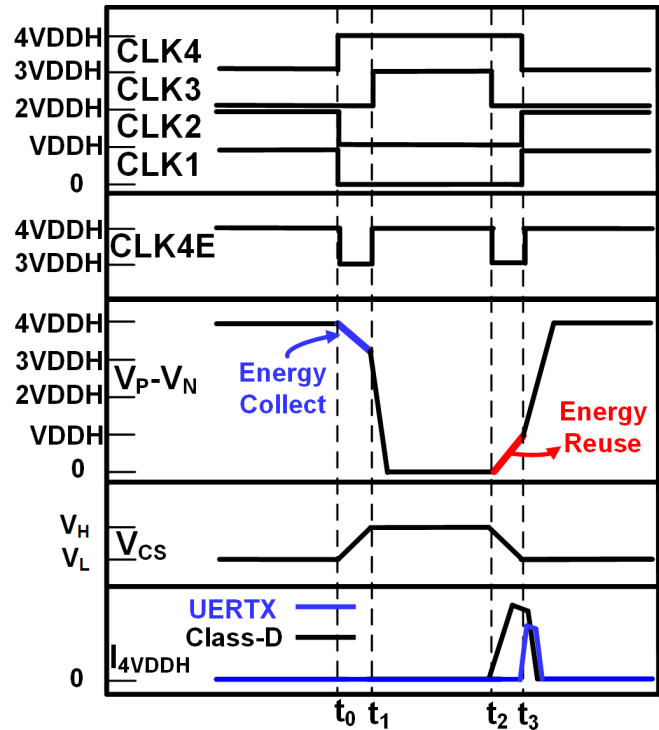 4VDDH
CLK4
3VDDH
CLK3
2VDDH
CLK2
VDDH
CLK1
0
4VDDH
CLK4E
3VDDH
4VDDH
3VDDH
VP-VN
2VDDH
VDDH
0
Energy
Collect
Energy
Reuse
VH
VL
VCS
UERTX
Class-D
I4VDDH
0
t0 t1 t2 t3